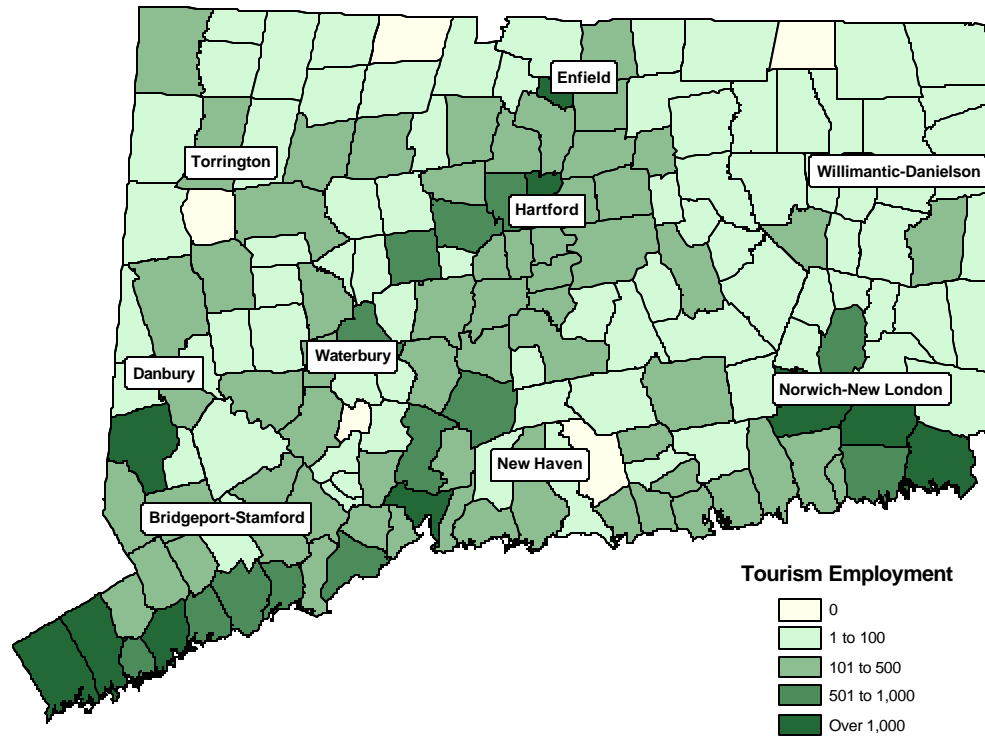 Enfield
Torrington
Willimantic-Danielson
Hartford
Waterbury
Danbury
Norwich-New London
New Haven
Bridgeport-Stamford
Tourism Employment
0
1 to 100
101 to 500
501 to 1,000
Over 1,000